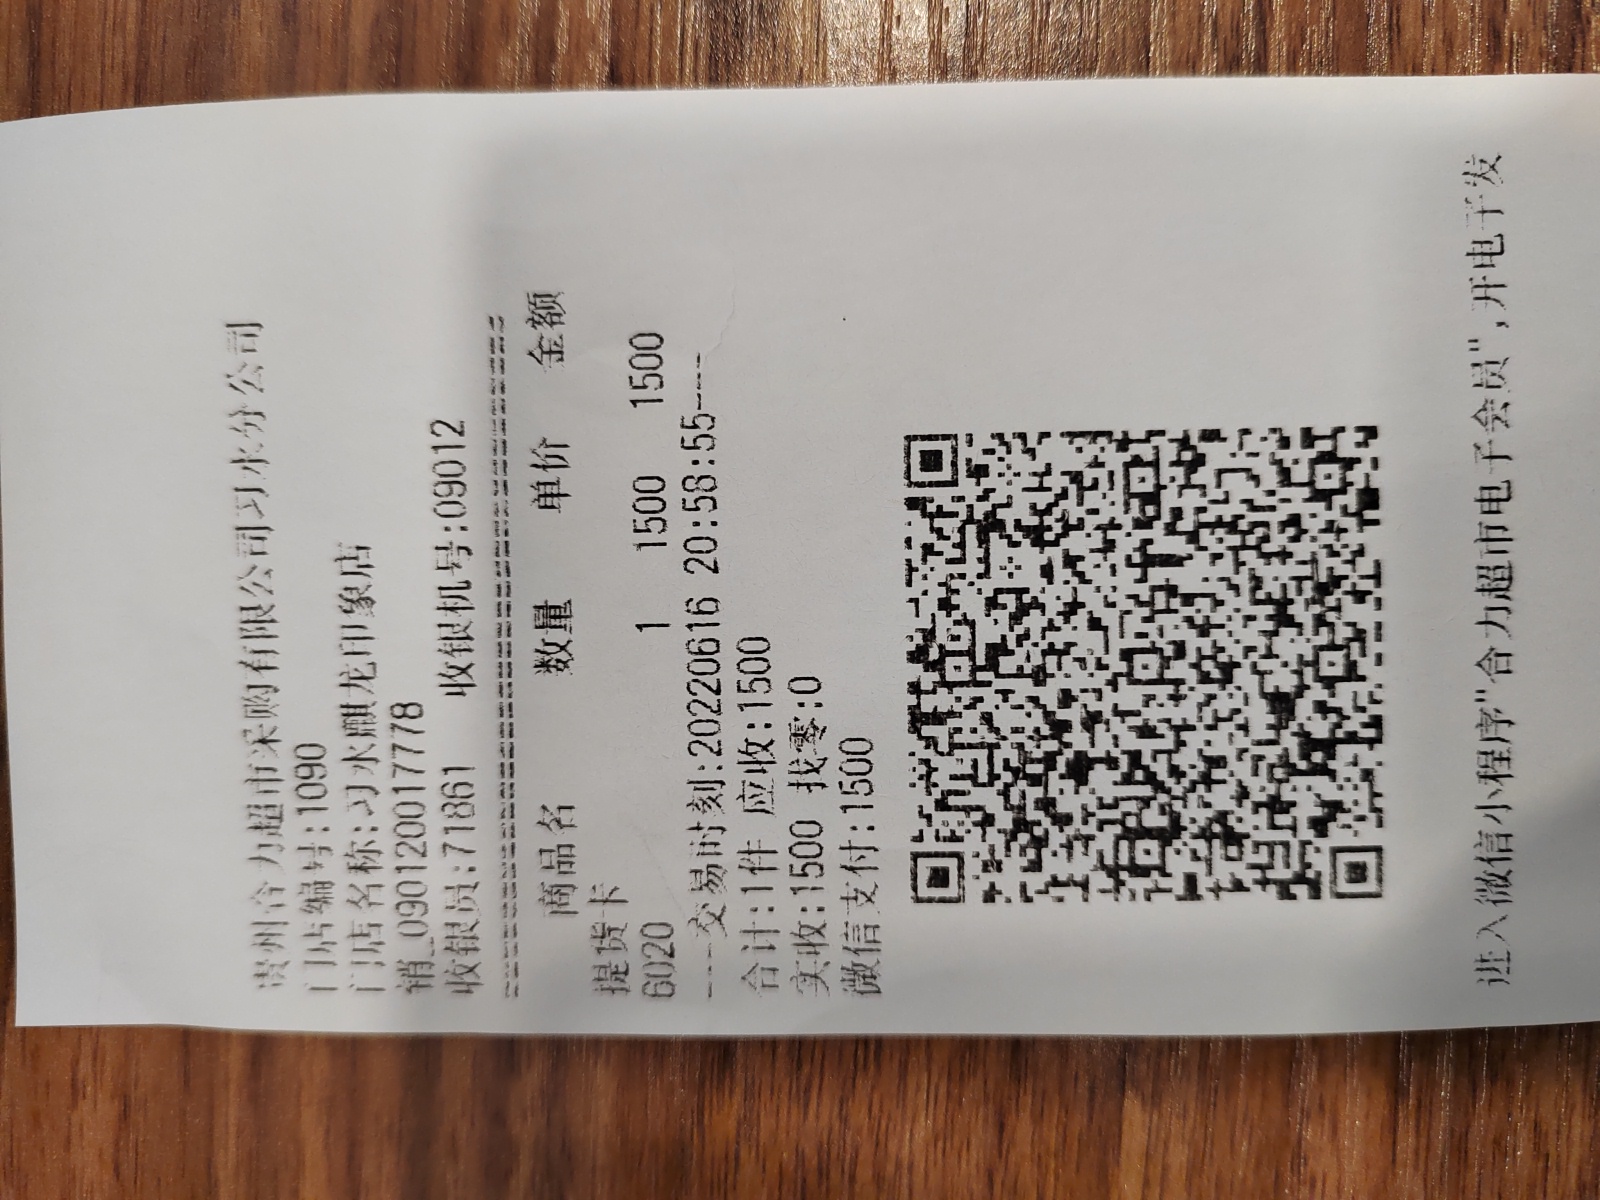 贵州合力超市采购有限公司习水分公司
门店编号:1090
门店名称:习水麒龙印象店
销_090120017778
收银员:71861 收银机号:09012
商品名 数量 单价 金额
提货卡
6020 1 1500 1500
----交易时刻:20220616 20:58:55----
合计:1件 应收:1500
实收:1500 找零:0
微信支付:1500
进入微信小程序"合力超市电子会员",开电子发